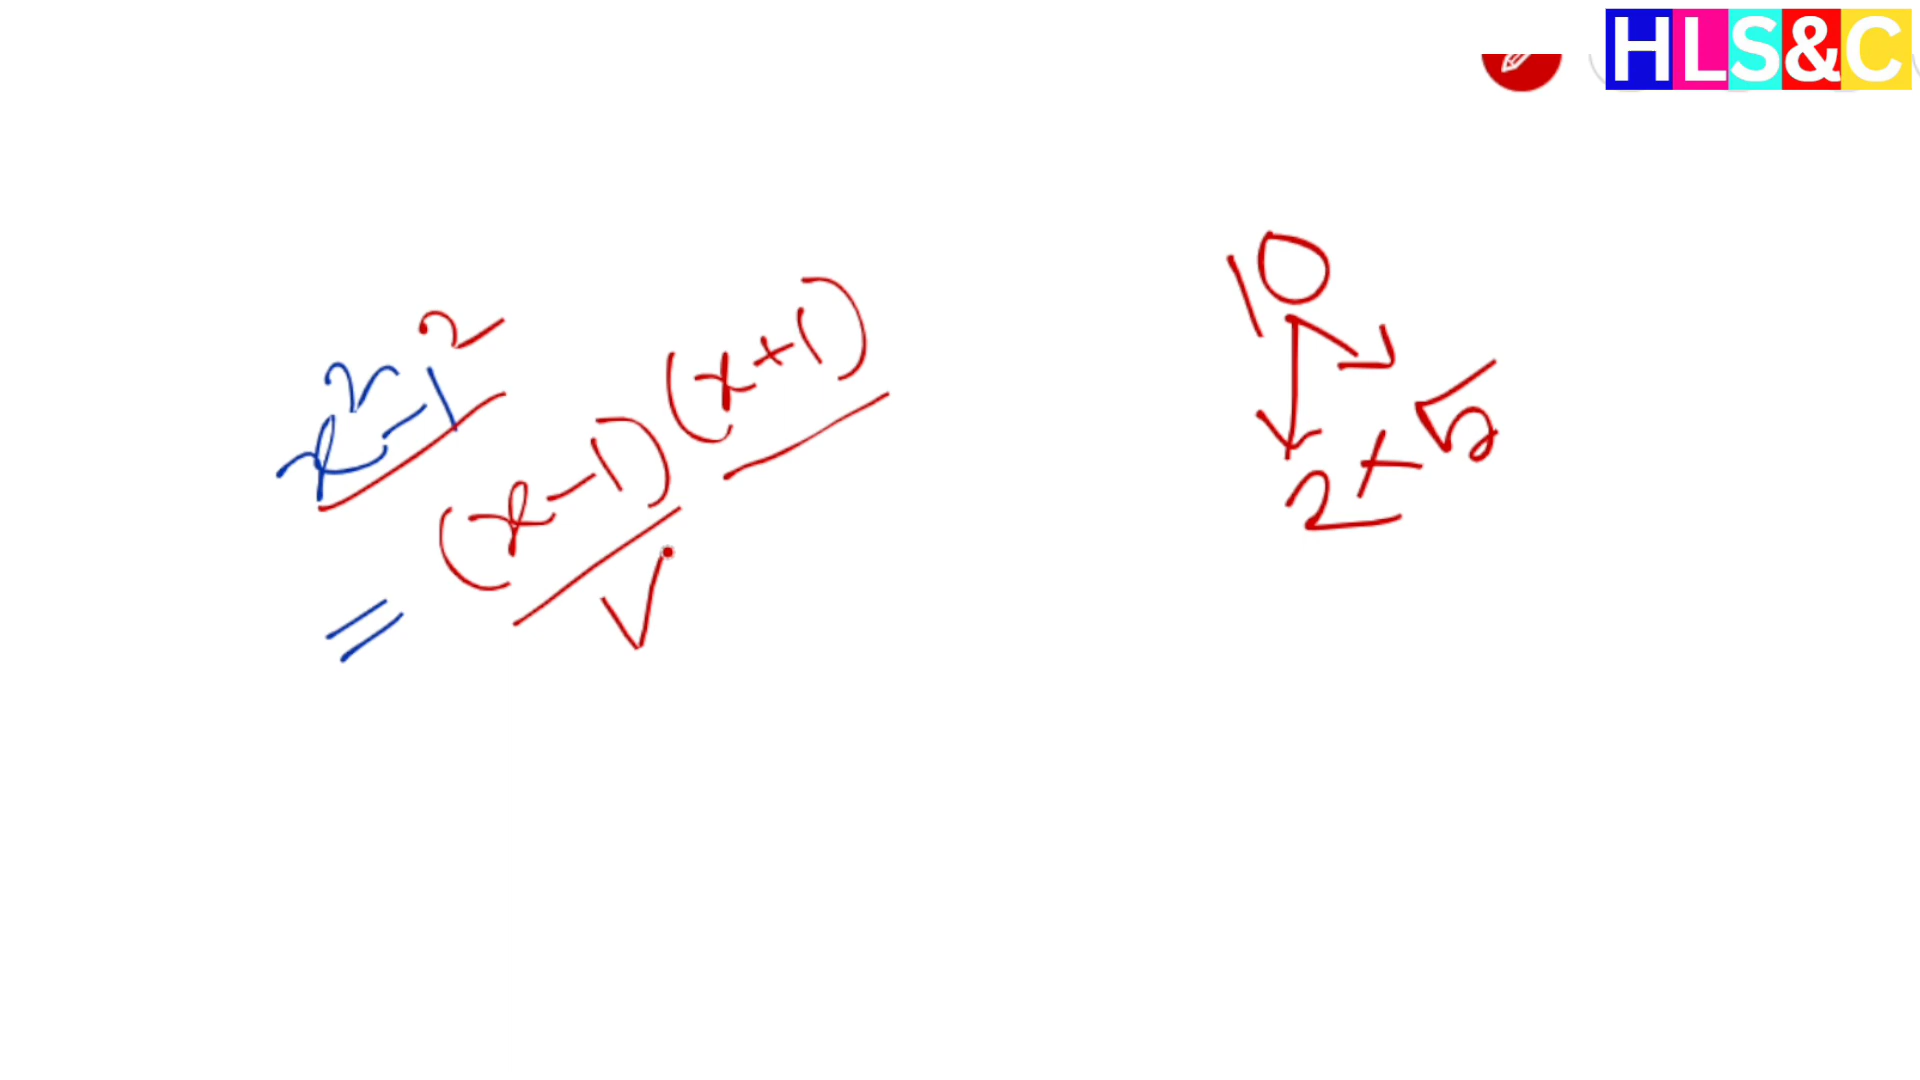 HLS&C
x² - 1²
= (x-1)(x+1)
10
2 × 5